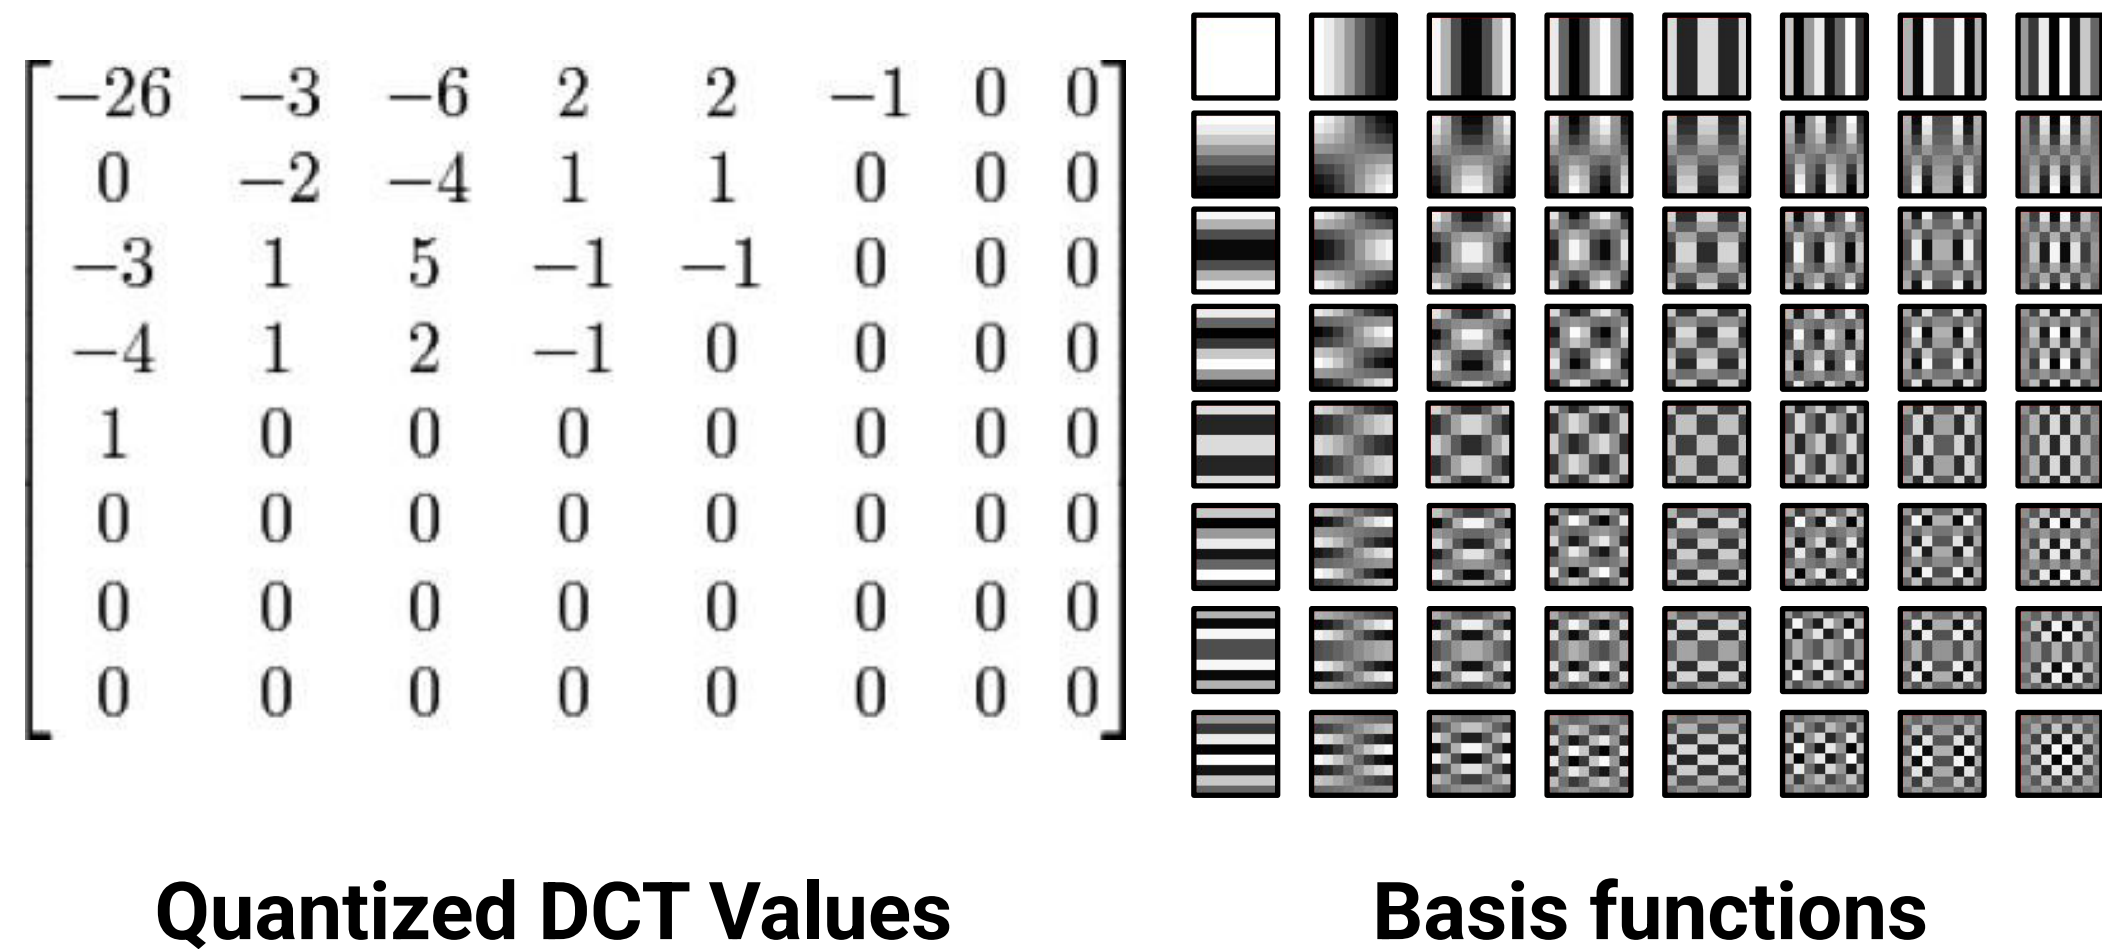 −26 −3 −6 2 2 −1 0 0
0 −2 −4 1 1 0 0 0
−3 1 5 −1 −1 0 0 0
−4 1 2 −1 0 0 0 0
1 0 0 0 0 0 0 0
0 0 0 0 0 0 0 0
0 0 0 0 0 0 0 0
0 0 0 0 0 0 0 0
Quantized DCT Values
Basis functions